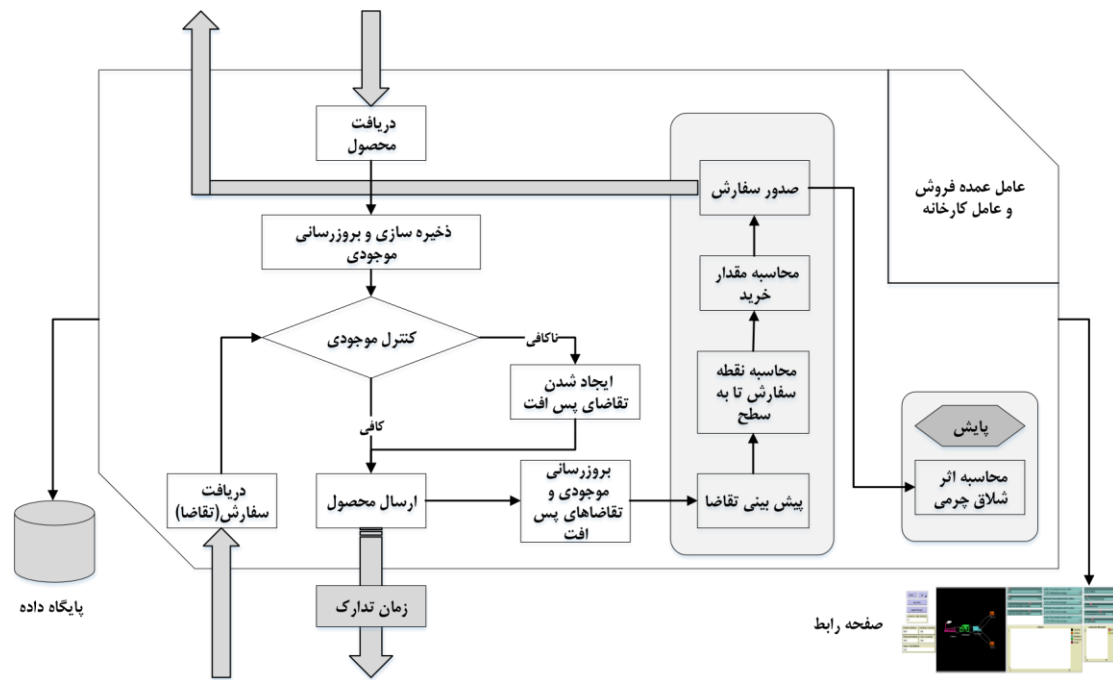 دریافت
محصول
عامل عمده فروش
و عامل کارخانه
صدور سفارش
ذخیره سازی و بروزرسانی
موجودی
محاسبه مقدار
خرید
کنترل موجودی
ناکافی
ایجاد شدن
تقاضای پس افت
محاسبه نقطه
سفارش تا به
سطح
کافی
پایش
دریافت
سفارش(تقاضا)
ارسال محصول
بروزرسانی
موجودی و
تقاضاهای پس
افت
پیش بینی تقاضا
محاسبه اثر
شلاق چرمی
زمان تدارک
پایگاه داده
صفحه رابط